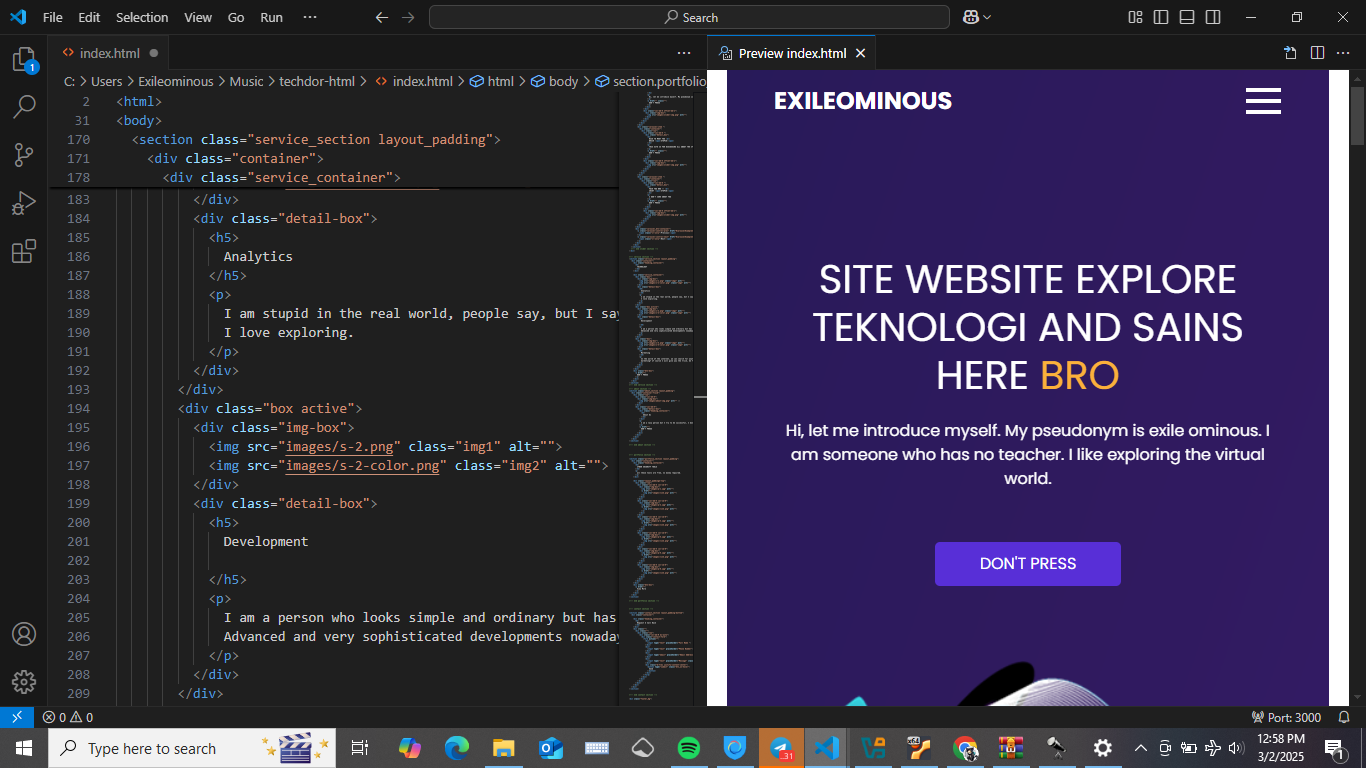 File Edit Selection View Go Run ··· Search
index.html
Preview index.html
C: > Users > Exileominous > Music > techdor-html > index.html > html > body > section.portfolio
2 <html>
31 <body>
170 <section class="service_section layout_padding">
171 <div class="container">
178 <div class="service_container">
183 </div>
184 <div class="detail-box">
185 <h5>
186 Analytics
187 </h5>
188 <p>
189 I am stupid in the real world, people say, but I say
190 I love exploring.
191 </p>
192 </div>
193 </div>
194 <div class="box active">
195 <div class="img-box">
196 <img src="images/s-2.png" class="img1" alt="">
197 <img src="images/s-2-color.png" class="img2" alt="">
198 </div>
199 <div class="detail-box">
200 <h5>
201 Development
202
203 </h5>
204 <p>
205 I am a person who looks simple and ordinary but has
206 Advanced and very sophisticated developments nowaday
207 </p>
208 </div>
209 </div>
EXILEOMINOUS
SITE WEBSITE EXPLORE
TEKNOLOGI AND SAINS
HERE BRO
Hi, let me introduce myself. My pseudonym is exile ominous. I
am someone who has no teacher. I like exploring the virtual
world.
DON'T PRESS
1
0 0
Port: 3000
Type here to search
31
x64
12:58 PM
3/2/2025
1